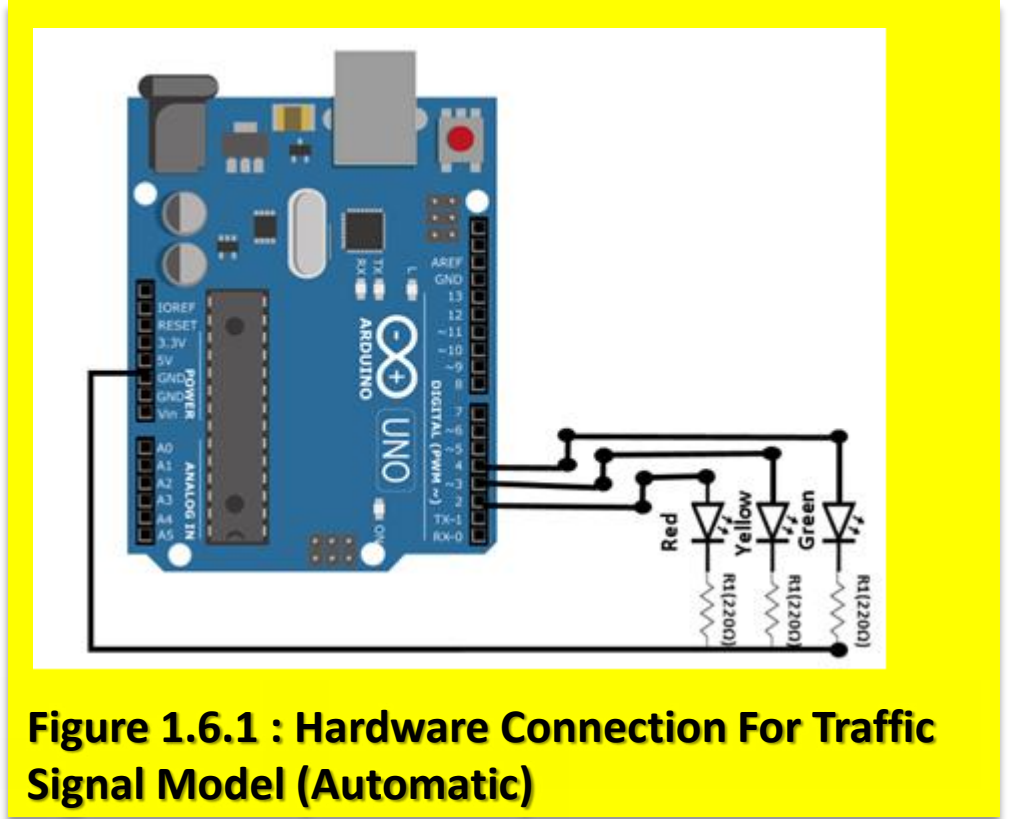 RX
TX
L
AREF
GND
13
12
~11
~10
~9
8
7
~6
~5
4
~3
2
TX-1
RX-0
DIGITAL (PWM ~)
ARDUINO
UNO
ON
IOREF
RESET
3.3V
5V
GND
GND
Vin
POWER
A0
A1
A2
A3
A4
A5
ANALOG IN
Red
Yellow
Green
R1(220Ω)
R1(220Ω)
R1(220Ω)
Figure 1.6.1 : Hardware Connection For Traffic
Signal Model (Automatic)